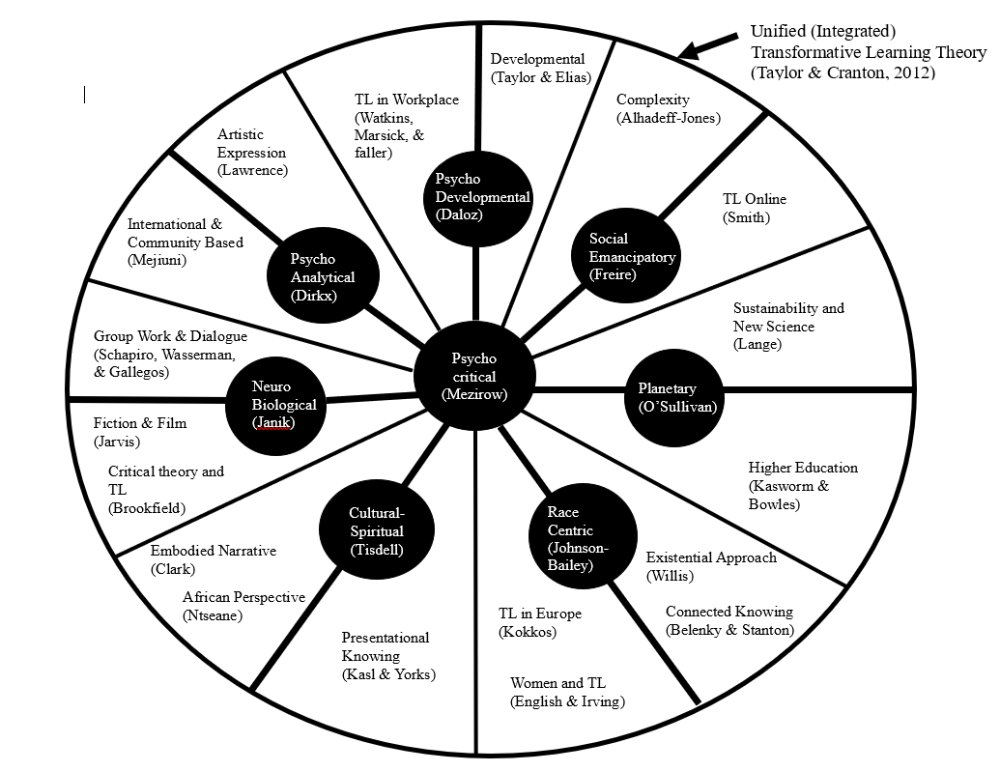 Unified (Integrated)
Transformative Learning Theory
(Taylor & Cranton, 2012)
Developmental
(Taylor & Elias)
Complexity
(Alhadeff-Jones)
TL in Workplace
(Watkins,
Marsick, &
faller)
Artistic
Expression
(Lawrence)
Psycho
Developmental
(Daloz)
TL Online
(Smith)
International &
Community Based
(Mejiuni)
Social
Emancipatory
(Freire)
Psycho
Analytical
(Dirkx)
Sustainability and
New Science
(Lange)
Group Work & Dialogue
(Schapiro, Wasserman,
& Gallegos)
Psycho
critical
(Mezirow)
Neuro
Biological
(Janik)
Planetary
(O’Sullivan)
Fiction & Film
(Jarvis)
Critical theory and
TL
(Brookfield)
Higher Education
(Kasworm &
Bowles)
Cultural-
Spiritual
(Tisdell)
Race
Centric
(Johnson-
Bailey)
Embodied Narrative
(Clark)
Existential Approach
(Willis)
African Perspective
(Ntseane)
TL in Europe
(Kokkos)
Connected Knowing
(Belenky & Stanton)
Presentational
Knowing
(Kasl & Yorks)
Women and TL
(English & Irving)